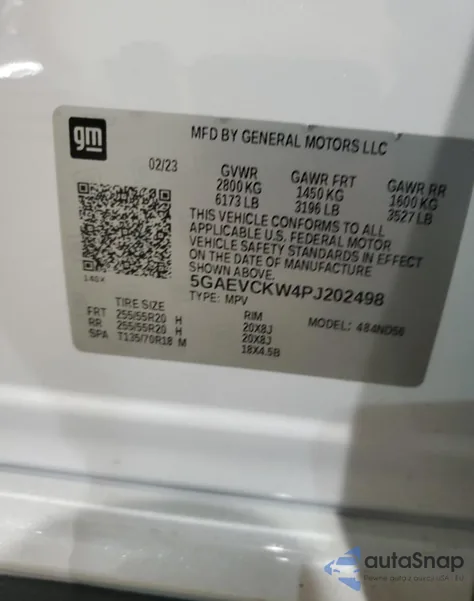 gm
MFD BY GENERAL MOTORS LLC
02/23 GVWR GAWR FRT GAWR RR
2800 KG 1450 KG 1600 KG
6173 LB 3196 LB 3527 LB
THIS VEHICLE CONFORMS TO ALL
APPLICABLE U.S. FEDERAL MOTOR
VEHICLE SAFETY STANDARDS IN EFFECT
ON THE DATE OF MANUFACTURE
SHOWN ABOVE.
140X
5GAEVCKW4PJ202498
TYPE: MPV
TIRE SIZE RIM MODEL: 4S4ND56
FRT 255/55R20 H 20X8J
RR 255/55R20 H 20X8J
SPA T135/70R18 M 18X4.5B
autoSnap